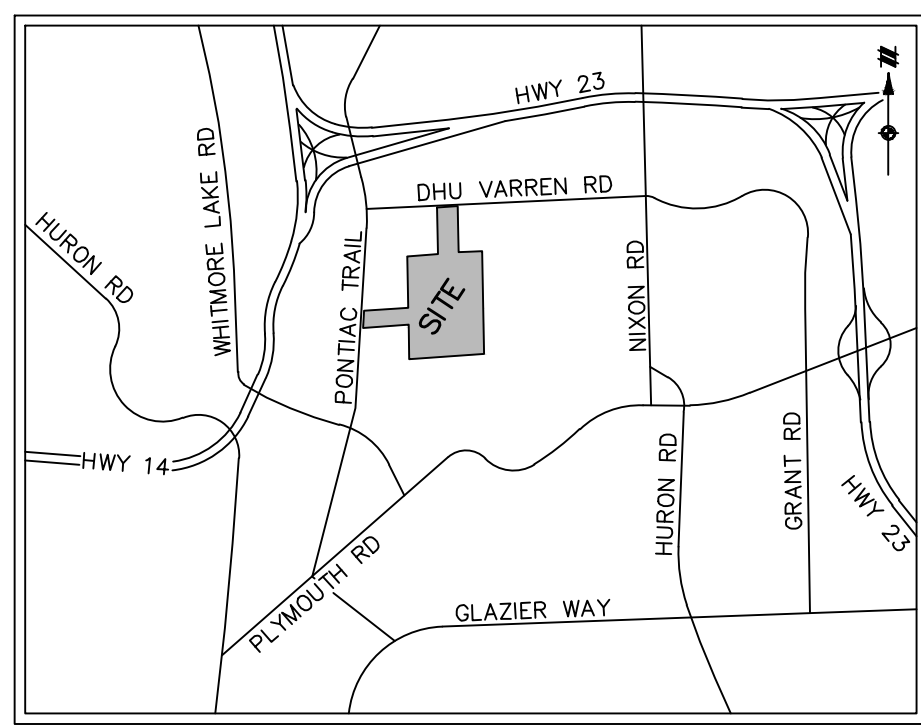 HWY 23
WHITMORE LAKE RD
DHU VARREN RD
HURON RD
PONTIAC TRAIL
SITE
NIXON RD
HWY 14
GRANT RD
HURON RD
HWY 23
PLYMOUTH RD
GLAZIER WAY
N